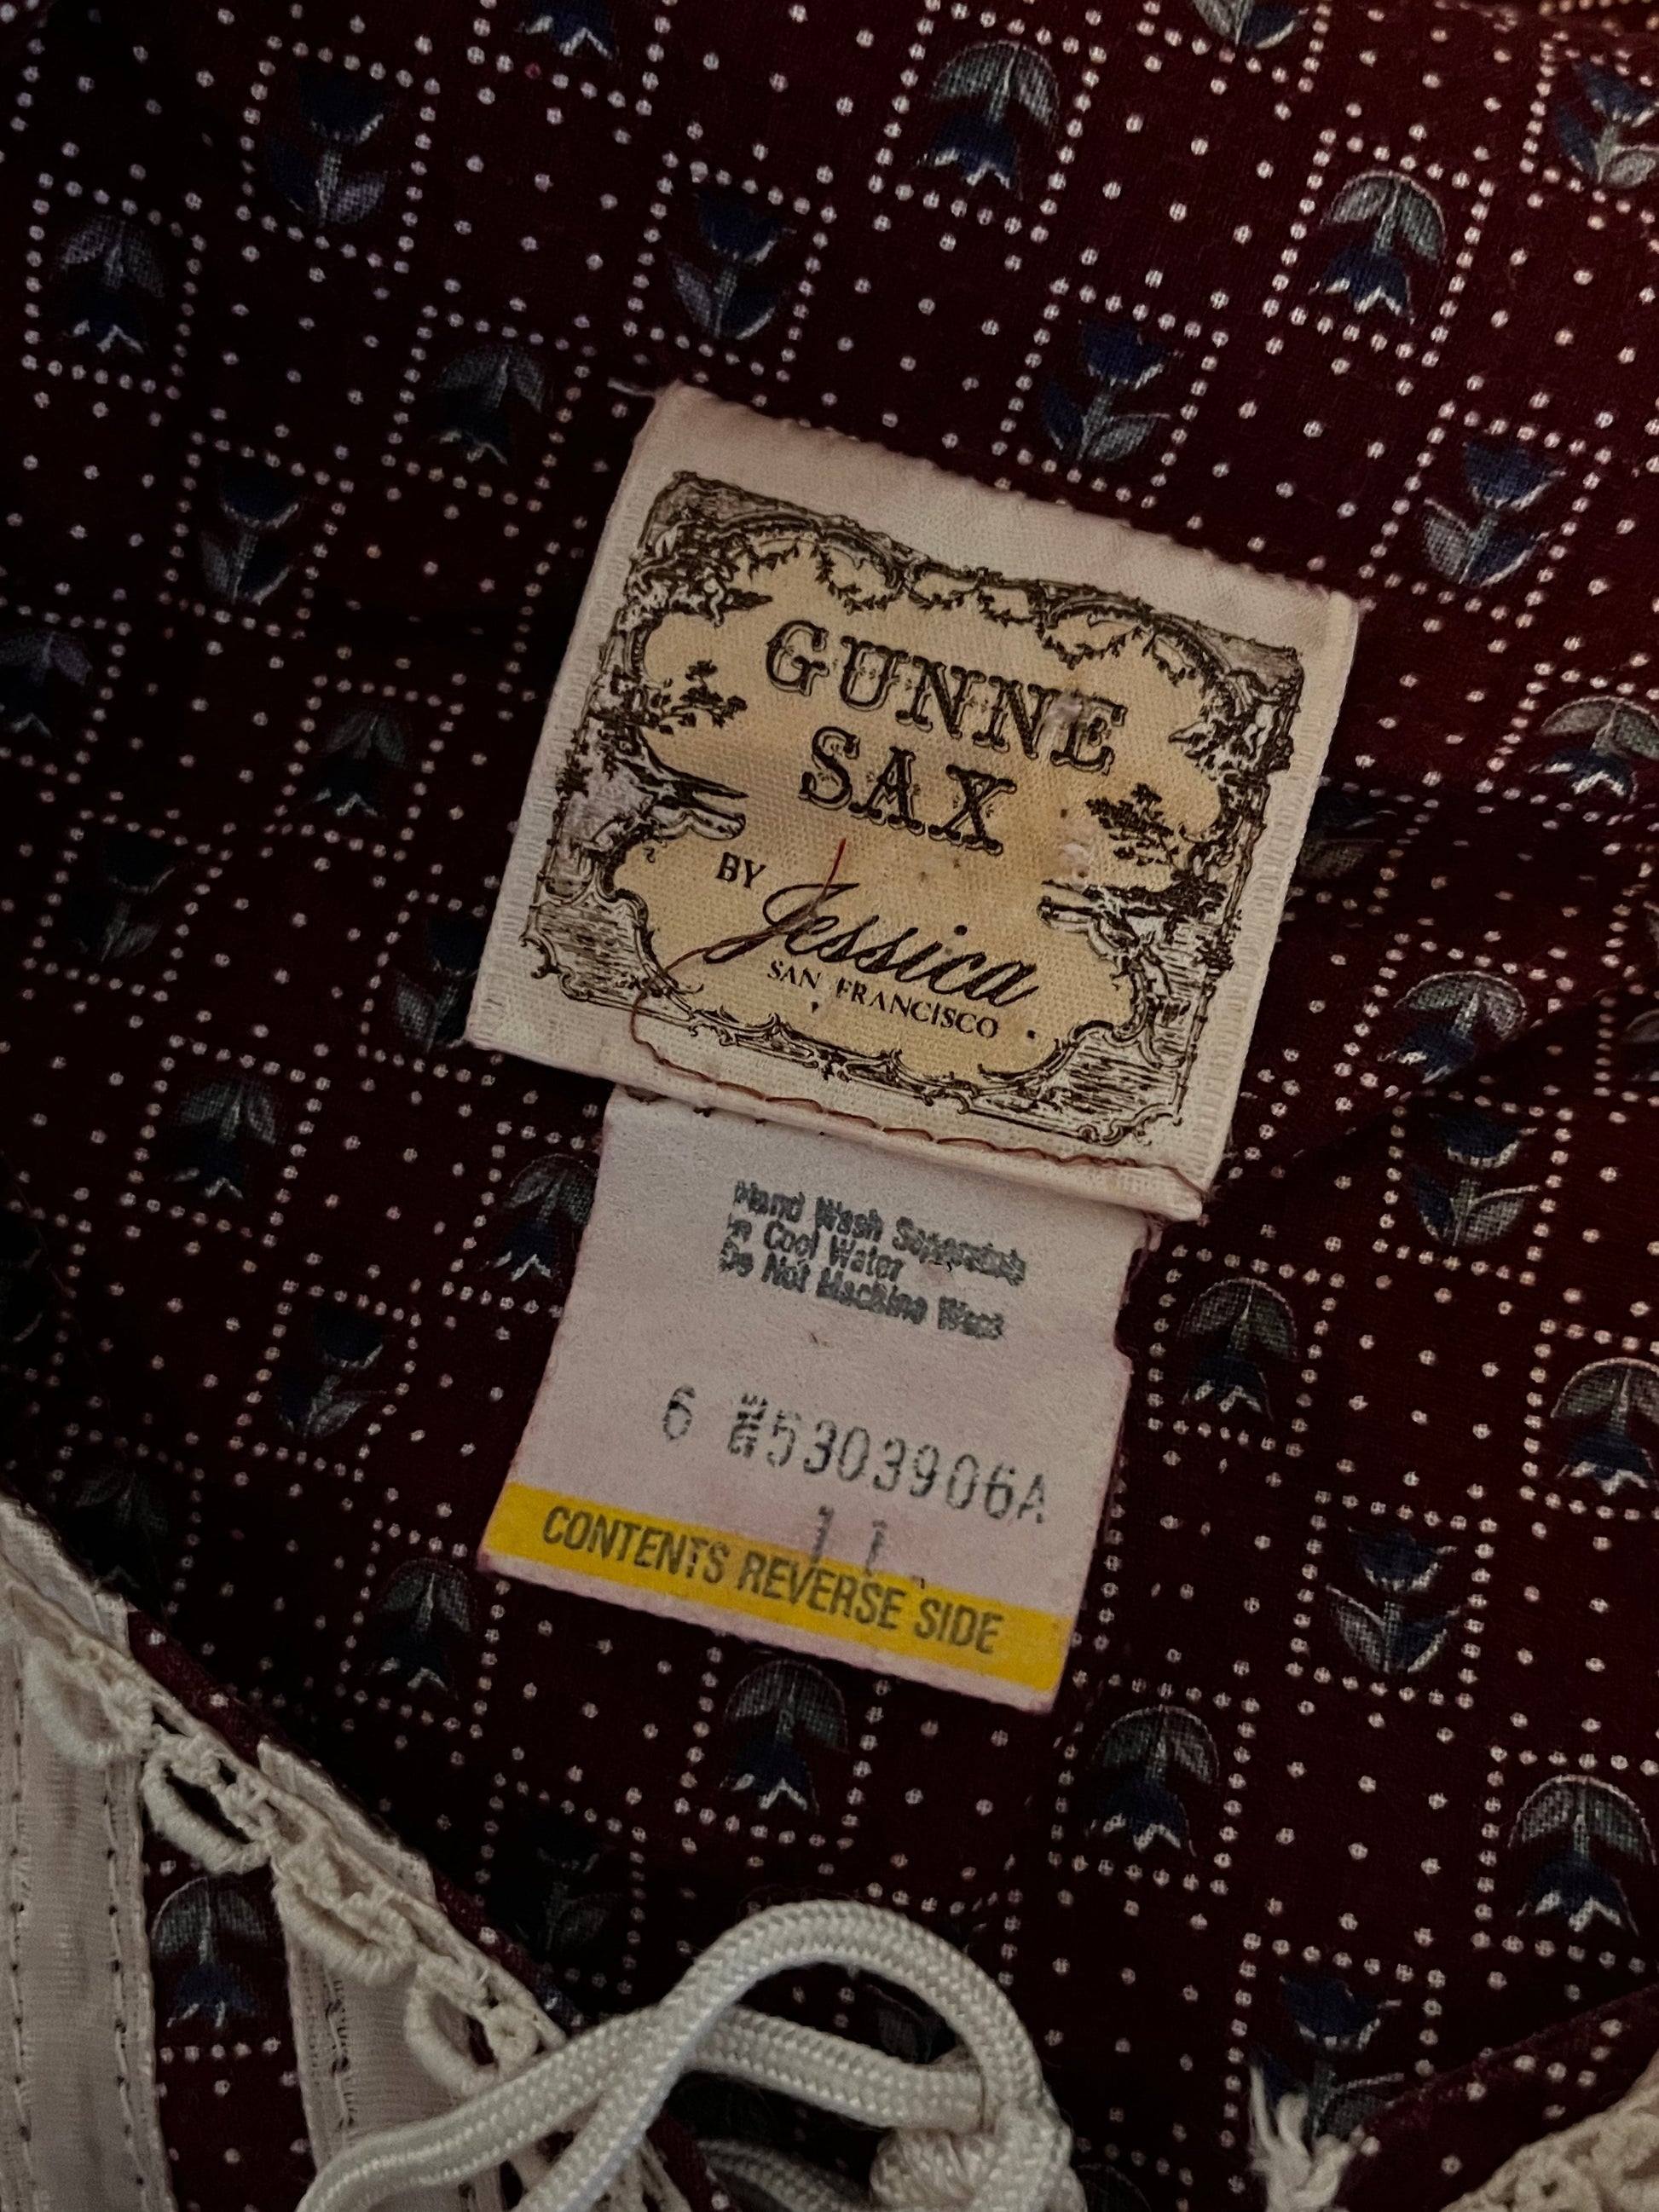 GUNNE
SAX
BY Jessica
SAN FRANCISCO
Hand Wash Separately
in Cool Water
Do Not Machine Wash
6 #5303906A
11
CONTENTS REVERSE SIDE